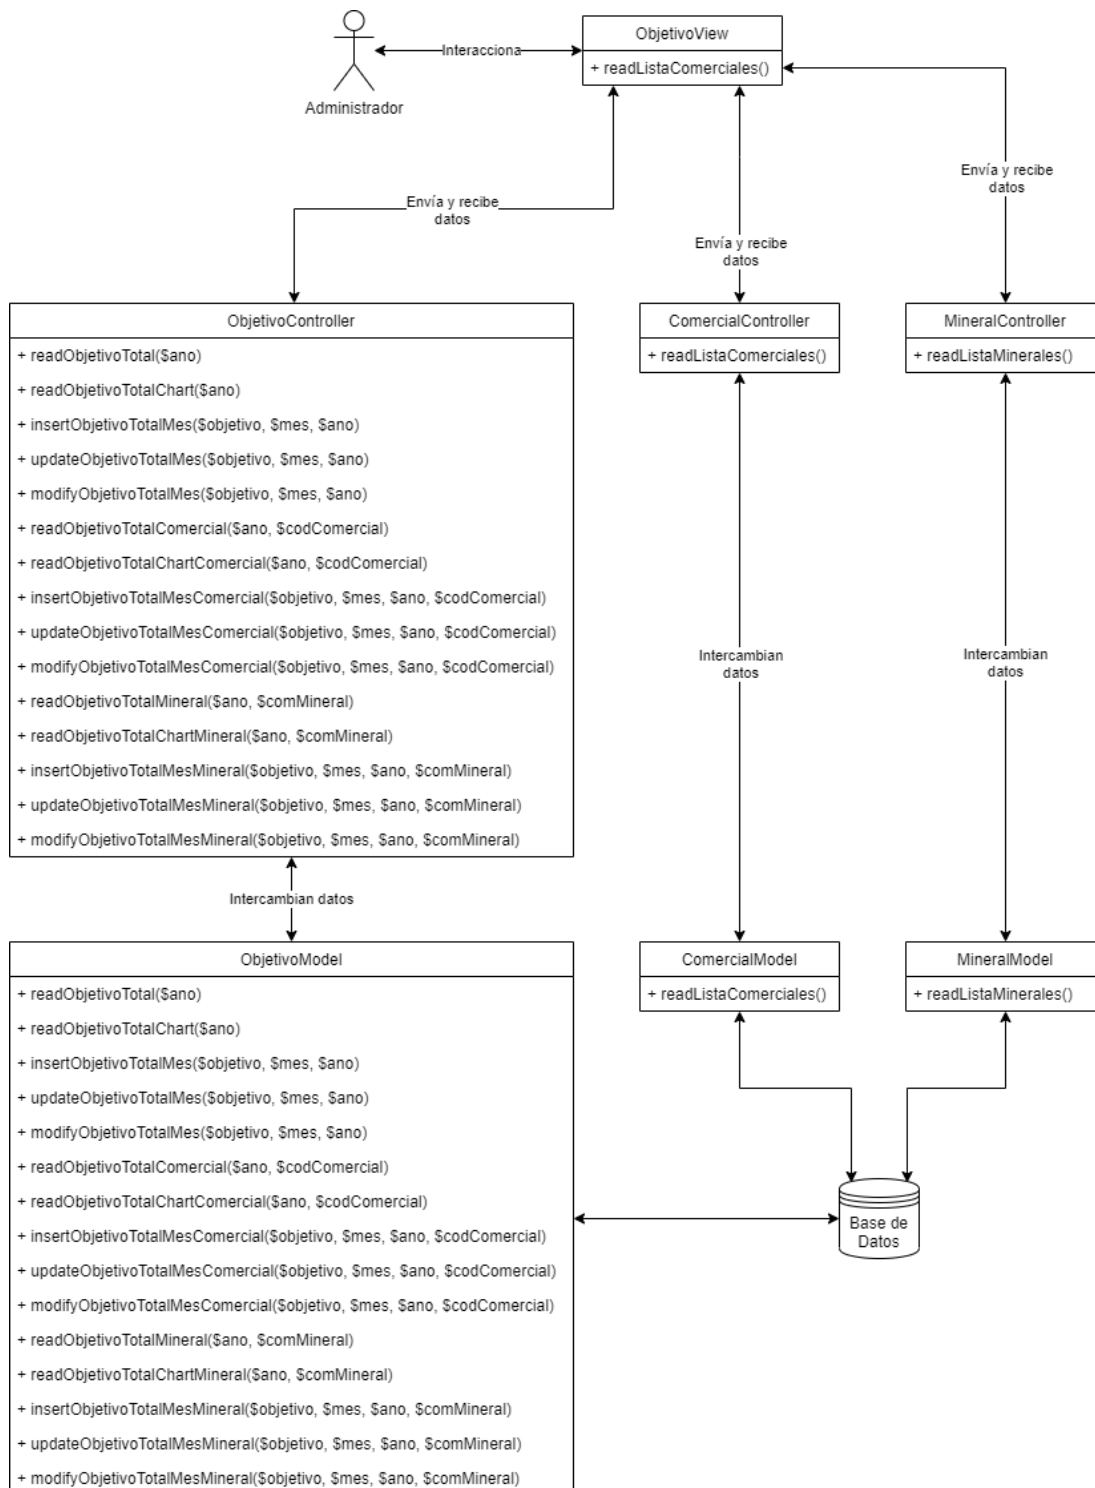 ObjetivoView
+ readListaComerciales()
Interacciona
Administrador
Envía y recibe
datos
Envía y recibe
datos
Envía y recibe
datos
ObjetivoController
+ readObjetivoTotal($ano)
+ readObjetivoTotalChart($ano)
+ insertObjetivoTotalMes($objetivo, $mes, $ano)
+ updateObjetivoTotalMes($objetivo, $mes, $ano)
+ modifyObjetivoTotalMes($objetivo, $mes, $ano)
+ readObjetivoTotalComercial($ano, $codComercial)
+ readObjetivoTotalChartComercial($ano, $codComercial)
+ insertObjetivoTotalMesComercial($objetivo, $mes, $ano, $codComercial)
+ updateObjetivoTotalMesComercial($objetivo, $mes, $ano, $codComercial)
+ modifyObjetivoTotalMesComercial($objetivo, $mes, $ano, $codComercial)
+ readObjetivoTotalMineral($ano, $comMineral)
+ readObjetivoTotalChartMineral($ano, $comMineral)
+ insertObjetivoTotalMesMineral($objetivo, $mes, $ano, $comMineral)
+ updateObjetivoTotalMesMineral($objetivo, $mes, $ano, $comMineral)
+ modifyObjetivoTotalMesMineral($objetivo, $mes, $ano, $comMineral)
ComercialController
+ readListaComerciales()
MineralController
+ readListaMinerales()
Intercambian
datos
Intercambian
datos
Intercambian datos
ObjetivoModel
+ readObjetivoTotal($ano)
+ readObjetivoTotalChart($ano)
+ insertObjetivoTotalMes($objetivo, $mes, $ano)
+ updateObjetivoTotalMes($objetivo, $mes, $ano)
+ modifyObjetivoTotalMes($objetivo, $mes, $ano)
+ readObjetivoTotalComercial($ano, $codComercial)
+ readObjetivoTotalChartComercial($ano, $codComercial)
+ insertObjetivoTotalMesComercial($objetivo, $mes, $ano, $codComercial)
+ updateObjetivoTotalMesComercial($objetivo, $mes, $ano, $codComercial)
+ modifyObjetivoTotalMesComercial($objetivo, $mes, $ano, $codComercial)
+ readObjetivoTotalMineral($ano, $comMineral)
+ readObjetivoTotalChartMineral($ano, $comMineral)
+ insertObjetivoTotalMesMineral($objetivo, $mes, $ano, $comMineral)
+ updateObjetivoTotalMesMineral($objetivo, $mes, $ano, $comMineral)
+ modifyObjetivoTotalMesMineral($objetivo, $mes, $ano, $comMineral)
ComercialModel
+ readListaComerciales()
MineralModel
+ readListaMinerales()
Base de
Datos